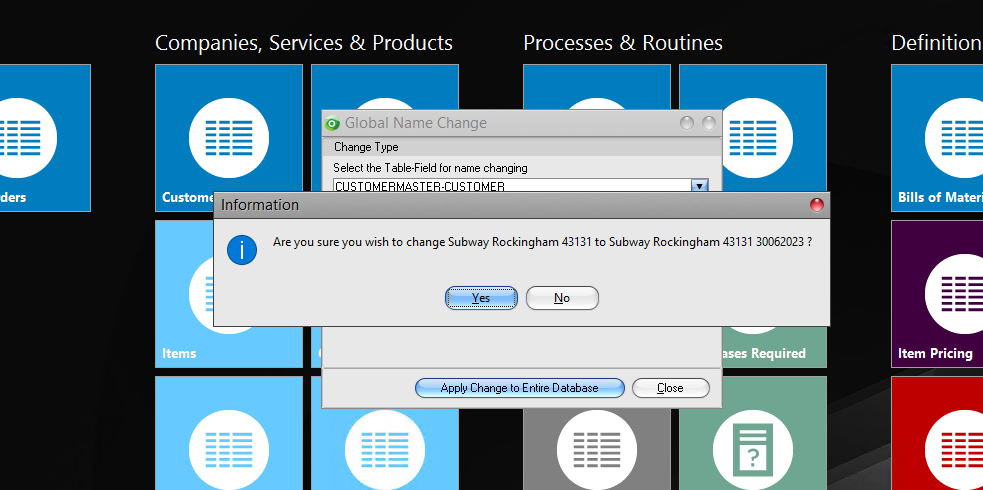 Companies, Services & Products
Processes & Routines
Definition
Global Name Change
Change Type
Select the Table-Field for name changing
CUSTOMERMASTER-CUSTOMER
rders
Custome
Bills of Materi
Information
Are you sure you wish to change Subway Rockingham 43131 to Subway Rockingham 43131 30062023 ?
Yes
No
Items
ases Required
Item Pricing
Apply Change to Entire Database
Close